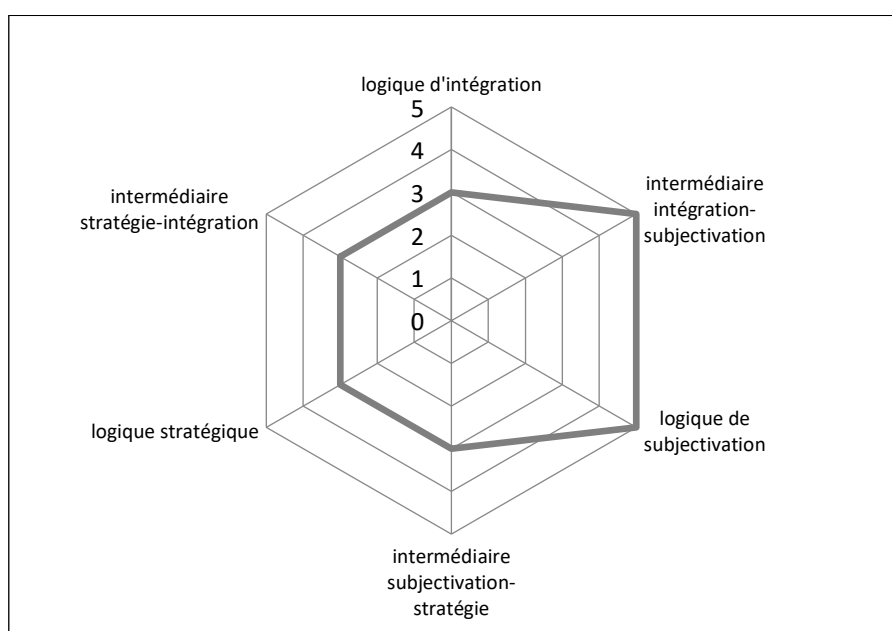 logique d'intégration
5
4
3
2
1
0
intermédiaire
intégration-
subjectivation
logique de
subjectivation
intermédiaire
subjectivation-
stratégie
logique stratégique
intermédiaire
stratégie-intégration